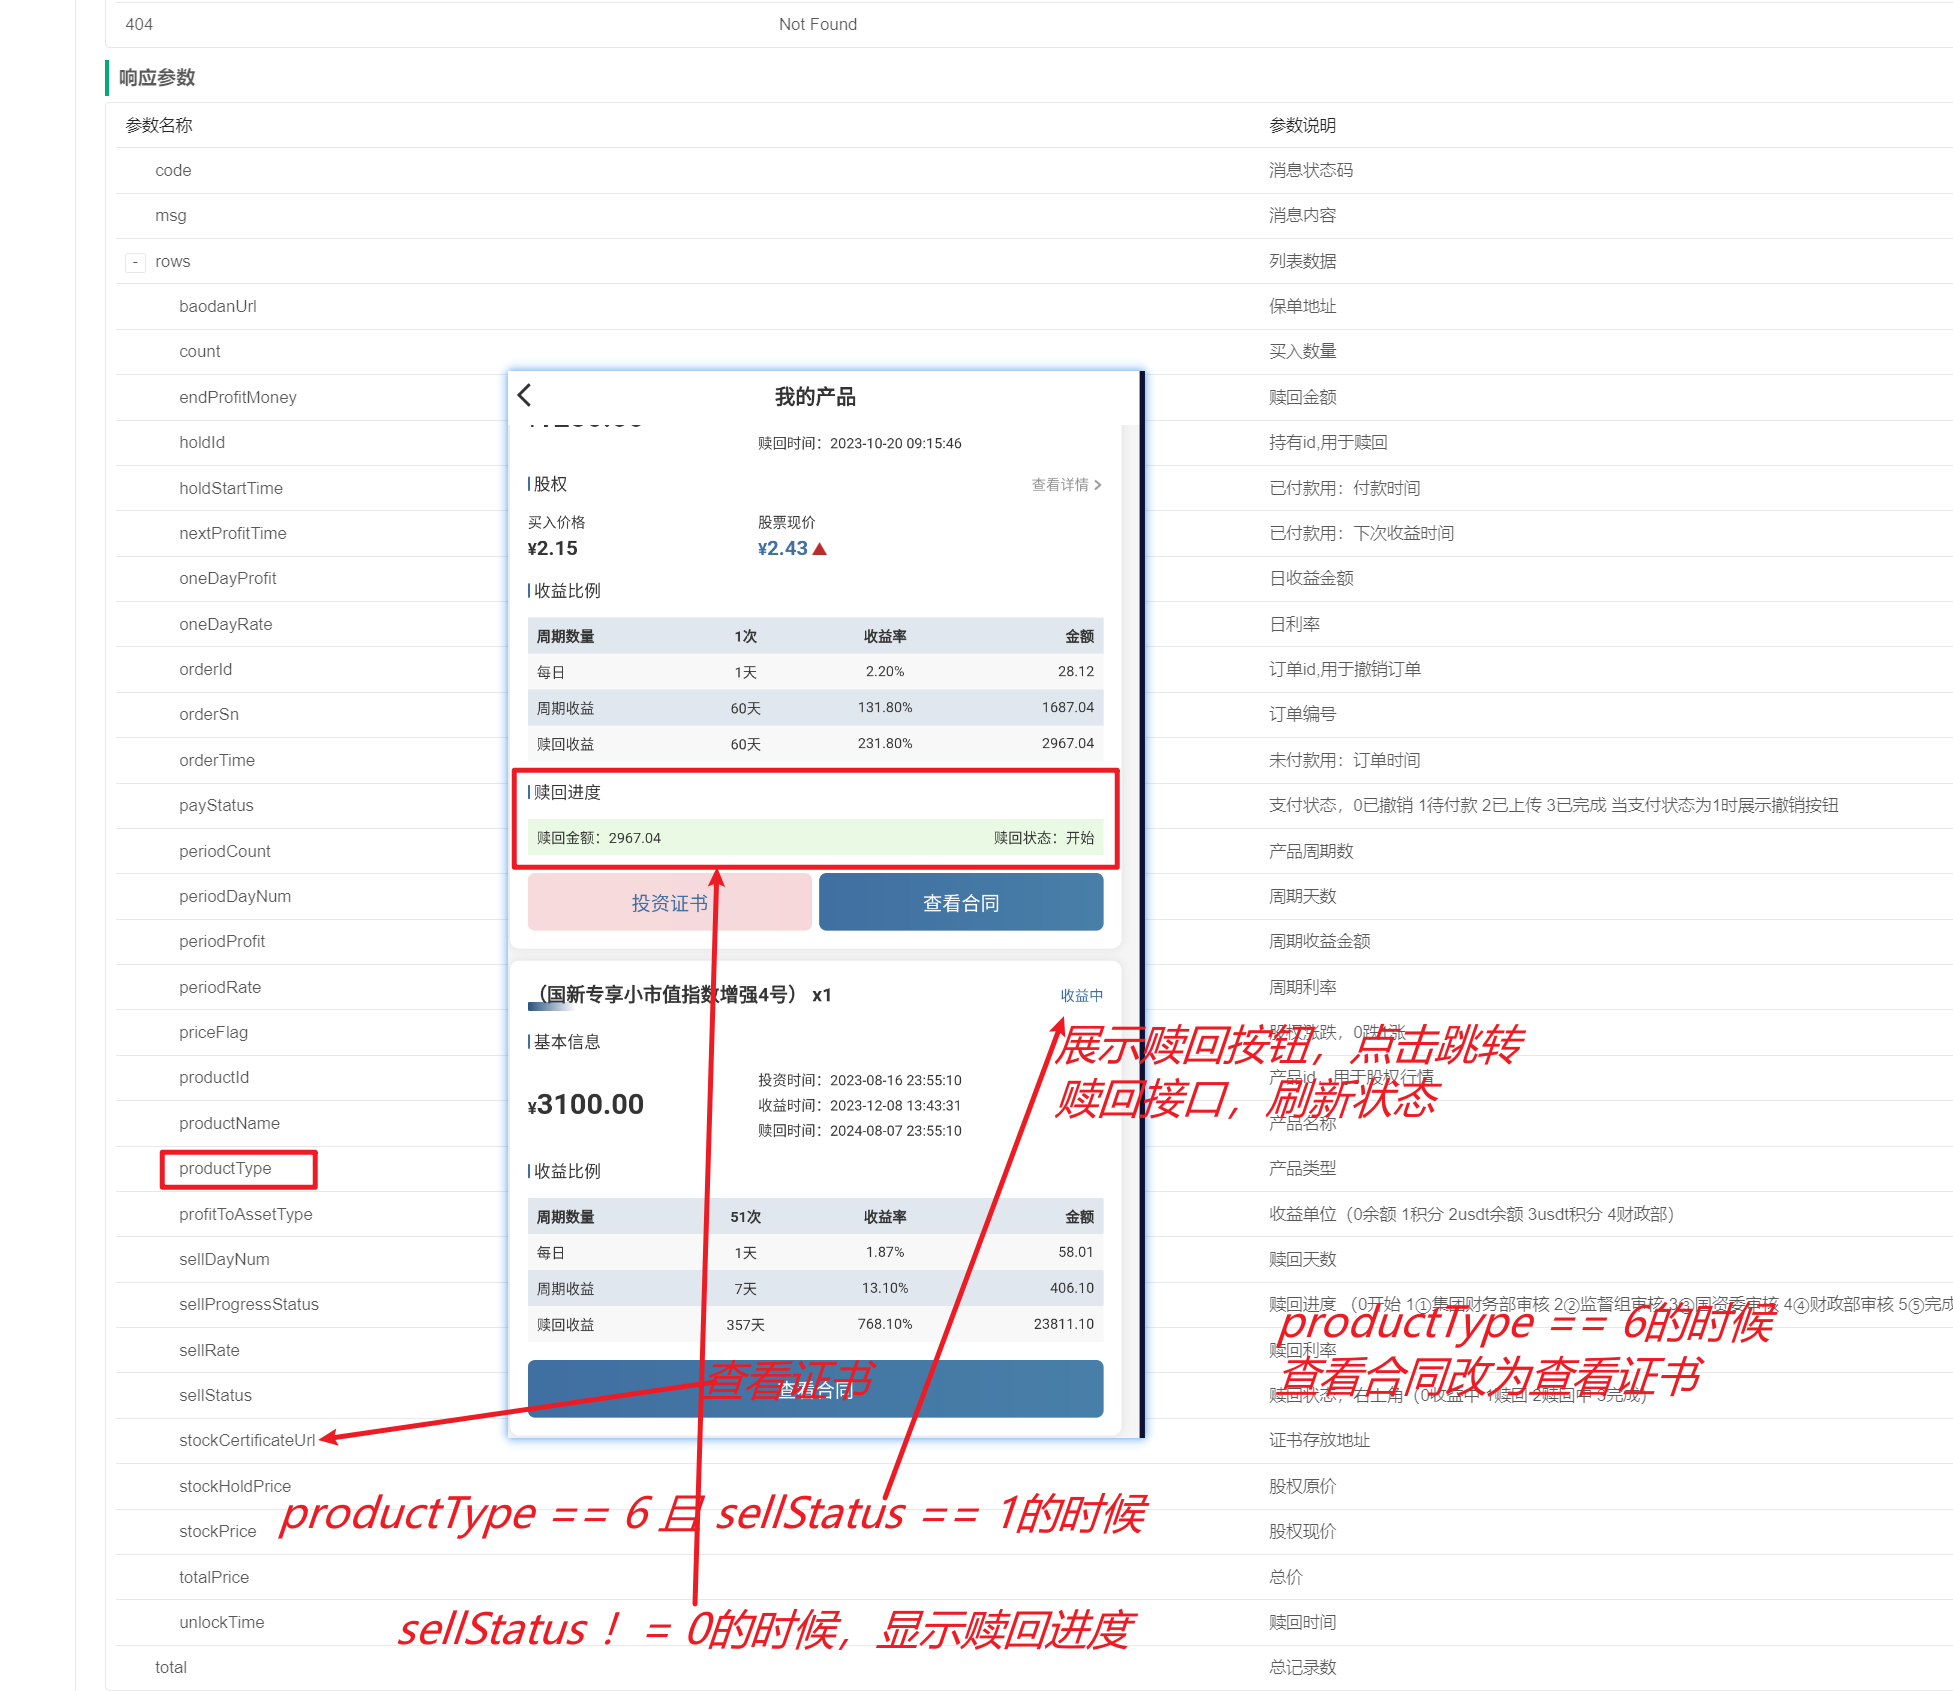 404 Not Found
响应参数
参数名称 参数说明
code 消息状态码
msg 消息内容
- rows 列表数据
baodanUrl 保单地址
count 买入数量
endProfitMoney 赎回金额
holdId 持有id,用于赎回
holdStartTime 已付款用：付款时间
nextProfitTime 已付款用：下次收益时间
oneDayProfit 日收益金额
oneDayRate 日利率
orderId 订单id,用于撤销订单
orderSn 订单编号
orderTime 未付款用：订单时间
payStatus 支付状态，0已撤销 1待付款 2已上传 3已完成 当支付状态为1时展示撤销按钮
periodCount 产品周期数
periodDayNum 周期天数
periodProfit 周期收益金额
periodRate 周期利率
priceFlag 股权涨跌，0跌1涨
productId 产品id，用于股权行情
productName 产品名称
productType 产品类型
profitToAssetType 收益单位（0余额 1积分 2usdt余额 3usdt积分 4财政部）
sellDayNum 赎回天数
sellProgressStatus 赎回进度 （0开始 1①集团财务部审核 2②监督组审核 3③国资委审核 4④财政部审核 5⑤完成
sellRate 赎回利率
sellStatus 赎回状态，右上角（0收益中 1赎回 2赎回中 3完成）
stockCertificateUrl 证书存放地址
stockHoldPrice 股权原价
stockPrice 股权现价
totalPrice 总价
unlockTime 赎回时间
total 总记录数
我的产品
赎回时间：2023-10-20 09:15:46
股权 查看详情
买入价格 股票现价
¥2.15 ¥2.43
收益比例
周期数量 1次 收益率 金额
每日 1天 2.20% 28.12
周期收益 60天 131.80% 1687.04
赎回收益 60天 231.80% 2967.04
赎回进度
赎回金额：2967.04 赎回状态：开始
投资证书 查看合同
（国新专享小市值指数增强4号） x1 收益中
基本信息
投资时间：2023-08-16 23:55:10
¥3100.00 收益时间：2023-12-08 13:43:31
赎回时间：2024-08-07 23:55:10
收益比例
周期数量 51次 收益率 金额
每日 1天 1.87% 58.01
周期收益 7天 13.10% 406.10
赎回收益 357天 768.10% 23811.10
查看合同
查看证书
展示赎回按钮，点击跳转
赎回接口，刷新状态
productType == 6的时候
查看合同改为查看证书
productType == 6 且 sellStatus == 1的时候
sellStatus ！ = 0的时候，显示赎回进度